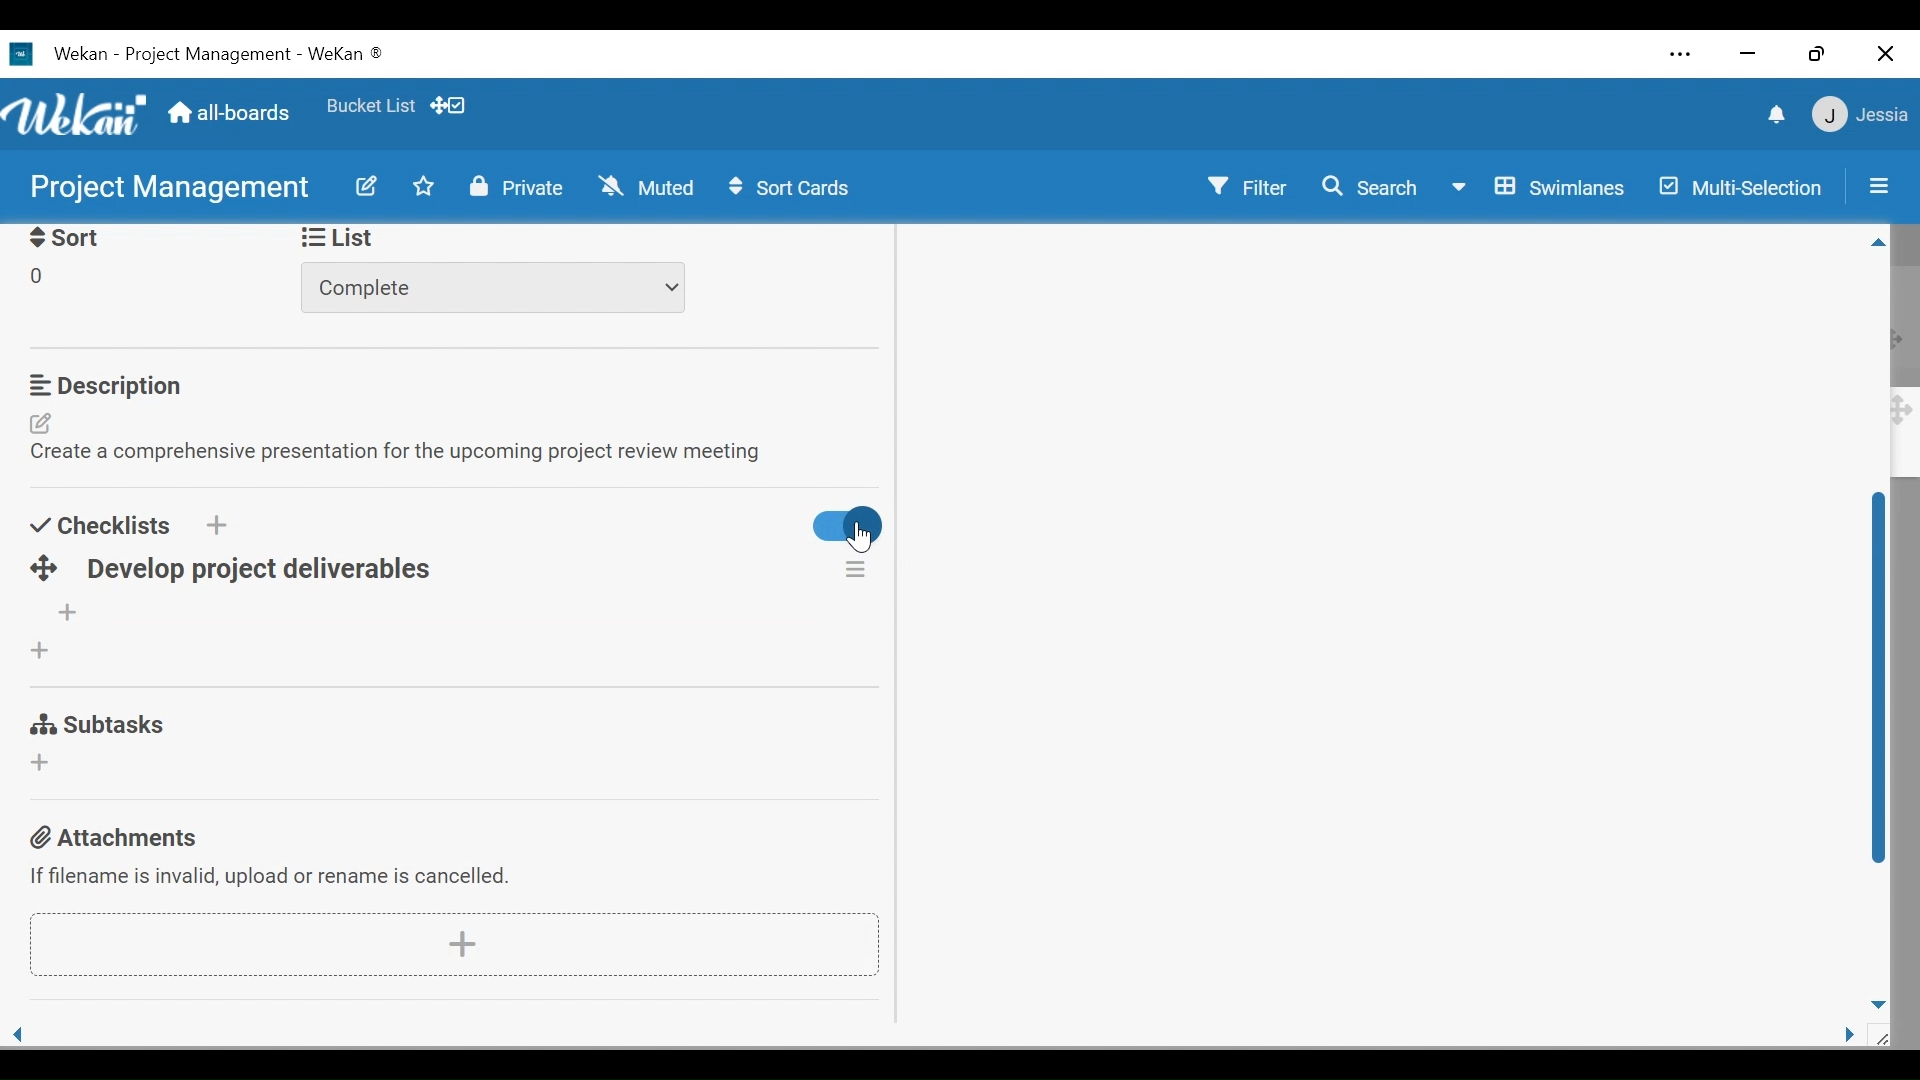 Wekan - Project Management - WeKan ®
Wekan all-boards Bucket List J Jessia
Project Management Private Muted Sort Cards Filter Search Swimlanes Multi-Selection
Sort List
0 Complete
Description
Create a comprehensive presentation for the upcoming project review meeting
Checklists
Develop project deliverables
Subtasks
Attachments
If filename is invalid, upload or rename is cancelled.